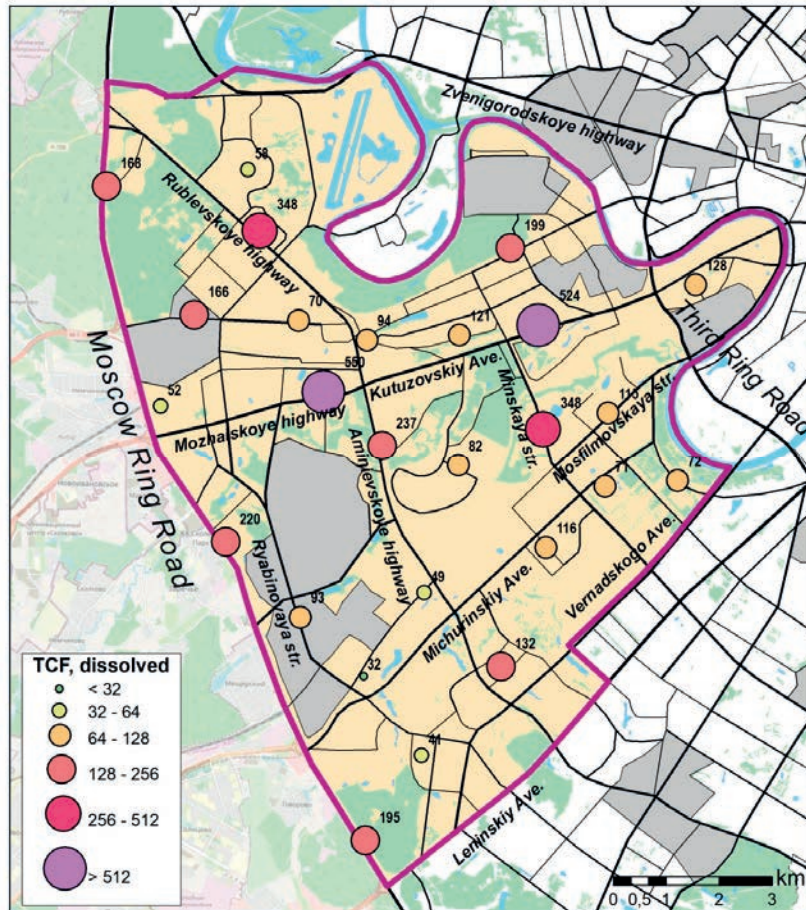 Zvenigorodskoye highway
58
168
Rublevskoye highway
348
199
128
166
70
94
121
524
Third Ring Road
Moscow Ring Road
550
52
Kutuzovskiy Ave.
Mozhaiskoye highway
Minskaya str.
348
Mosfilmovskaya str.
237
Aminievskoye highway
82
77
72
220
116
Ryabinovaya str.
49
Vernadskogo Ave.
93
Michurinskiy Ave.
32
132
41
195
Leninskiy Ave.
TCF, dissolved
< 32
32 - 64
64 - 128
128 - 256
256 - 512
> 512
km
0 0,5 1 2 3